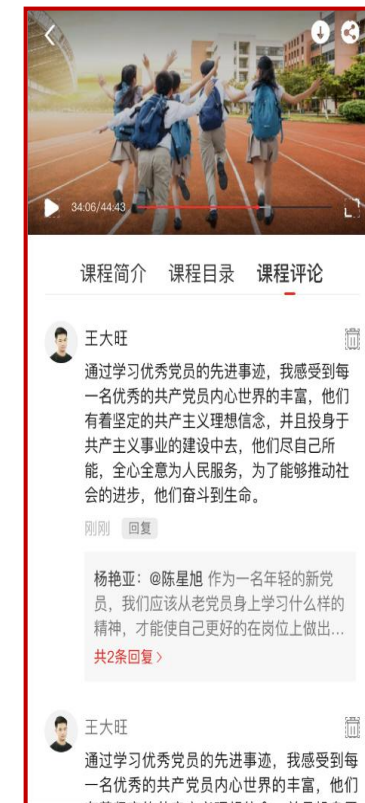 34:06/44:43
课程简介 课程目录 课程评论
王大旺
通过学习优秀党员的先进事迹，我感受到每
一名优秀的共产党员内心世界的丰富，他们
有着坚定的共产主义理想信念，并且投身于
共产主义事业的建设中去，他们尽自己所
能，全心全意为人民服务，为了能够推动社
会的进步，他们奋斗到生命。
刚刚 回复
杨艳亚：@陈星旭 作为一名年轻的新党
员，我们应该从老党员身上学习什么样的
精神，才能使自己更好的在岗位上做出...
共2条回复>
王大旺
通过学习优秀党员的先进事迹，我感受到每
一名优秀的共产党员内心世界的丰富，他们